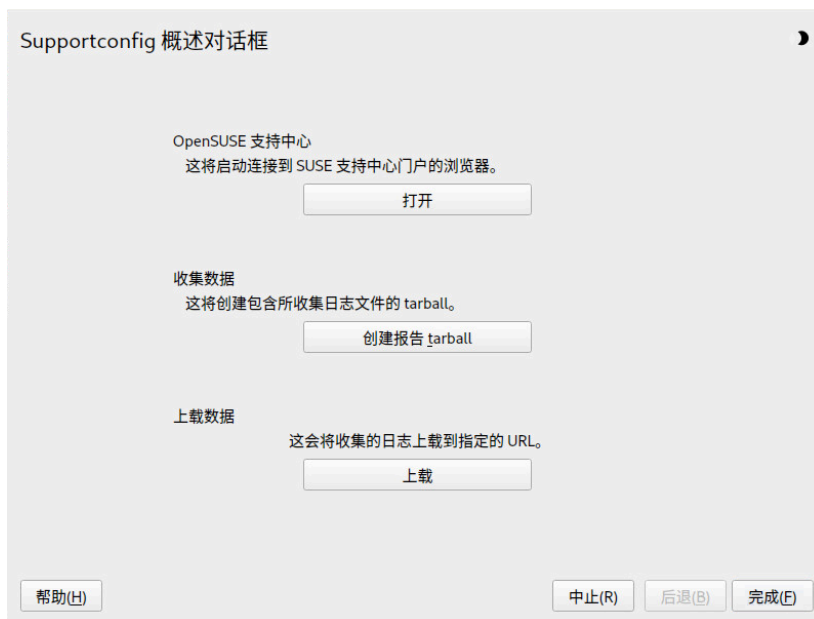 Supportconfig 概述对话框
OpenSUSE 支持中心
这将启动连接到 SUSE 支持中心门户的浏览器。
打开
收集数据
这将创建包含所收集日志文件的 tarball。
创建报告 tarball
上载数据
这会将收集的日志上载到指定的 URL。
上载
帮助(H) 中止(R) 后退(B) 完成(F)